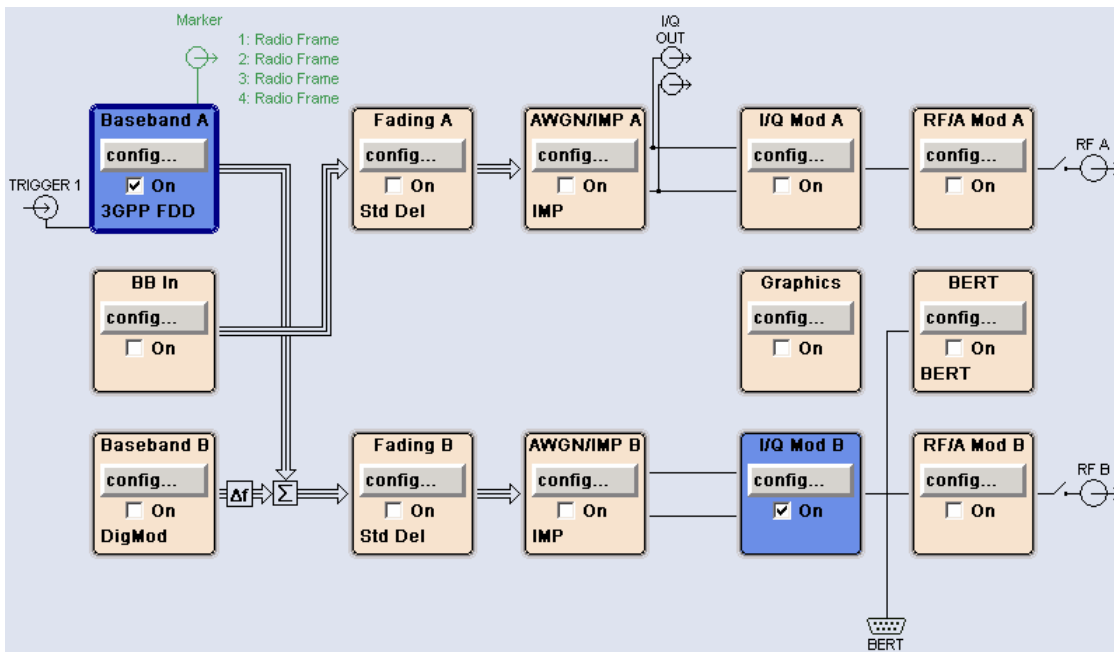 Marker
1: Radio Frame
2: Radio Frame
3: Radio Frame
4: Radio Frame
I/Q
OUT
TRIGGER 1
Baseband A
config...
On
3GPP FDD
Fading A
config...
On
Std Del
AWGN/IMP A
config...
On
IMP
I/Q Mod A
config...
On
RF/A Mod A
config...
On
RF A
BB In
config...
On
Graphics
config...
On
BERT
config...
On
BERT
Baseband B
config...
On
DigMod
Δf
Σ
Fading B
config...
On
Std Del
AWGN/IMP B
config...
On
IMP
I/Q Mod B
config...
On
RF/A Mod B
config...
On
RF B
BERT